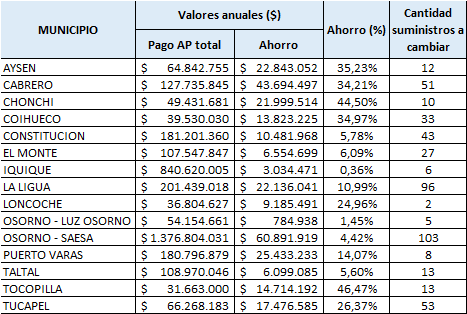 MUNICIPIO Valores anuales ($) Ahorro (%) Cantidad suministros a cambiar
Pago AP total Ahorro
AYSEN $ 64.842.755 $ 22.843.052 35,23% 12
CABRERO $ 127.735.845 $ 43.694.497 34,21% 51
CHONCHI $ 49.431.681 $ 21.999.514 44,50% 10
COIHUECO $ 39.530.030 $ 13.823.225 34,97% 33
CONSTITUCION $ 181.201.360 $ 10.481.968 5,78% 43
EL MONTE $ 107.547.847 $ 6.554.699 6,09% 27
IQUIQUE $ 840.620.005 $ 3.034.471 0,36% 6
LA LIGUA $ 201.439.018 $ 22.136.041 10,99% 96
LONCOCHE $ 36.804.627 $ 9.185.491 24,96% 2
OSORNO - LUZ OSORNO $ 54.154.661 $ 784.938 1,45% 5
OSORNO - SAESA $ 1.376.804.031 $ 60.891.919 4,42% 103
PUERTO VARAS $ 180.796.879 $ 25.433.233 14,07% 8
TALTAL $ 108.970.046 $ 6.099.085 5,60% 13
TOCOPILLA $ 31.663.000 $ 14.714.192 46,47% 13
TUCAPEL $ 66.268.183 $ 17.476.585 26,37% 53